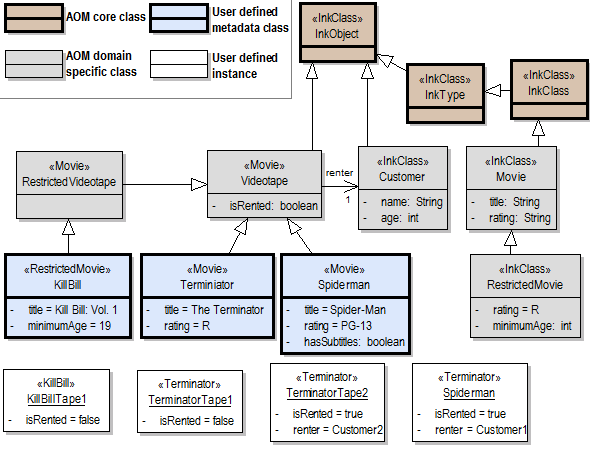 AOM core class
User defined
metadata class
AOM domain
specific class
User defined
instance
«InkClass»
InkObject
«InkClass»
InkType
«InkClass»
InkClass
«Movie»
RestrictedVideotape
«Movie»
Videotape
- isRented: boolean
renter
1
«InkClass»
Customer
- name: String
- age: int
«InkClass»
Movie
- title: String
- rating: String
«RestrictedMovie»
KillBill
- title = Kill Bill: Vol. 1
- minimumAge = 19
«Movie»
Terminiator
- title = The Terminator
- rating = R
«Movie»
Spiderman
- title = Spider-Man
- rating = PG-13
- hasSubtitles: boolean
«InkClass»
RestrictedMovie
- rating = R
- minimumAge: int
«KillBill»
KillBillTape1
- isRented = false
«Terminator»
TerminatorTape1
- isRented = false
«Terminator»
TerminatorTape2
- isRented = true
- renter = Customer2
«Terminator»
Spiderman
- isRented = true
- renter = Customer1